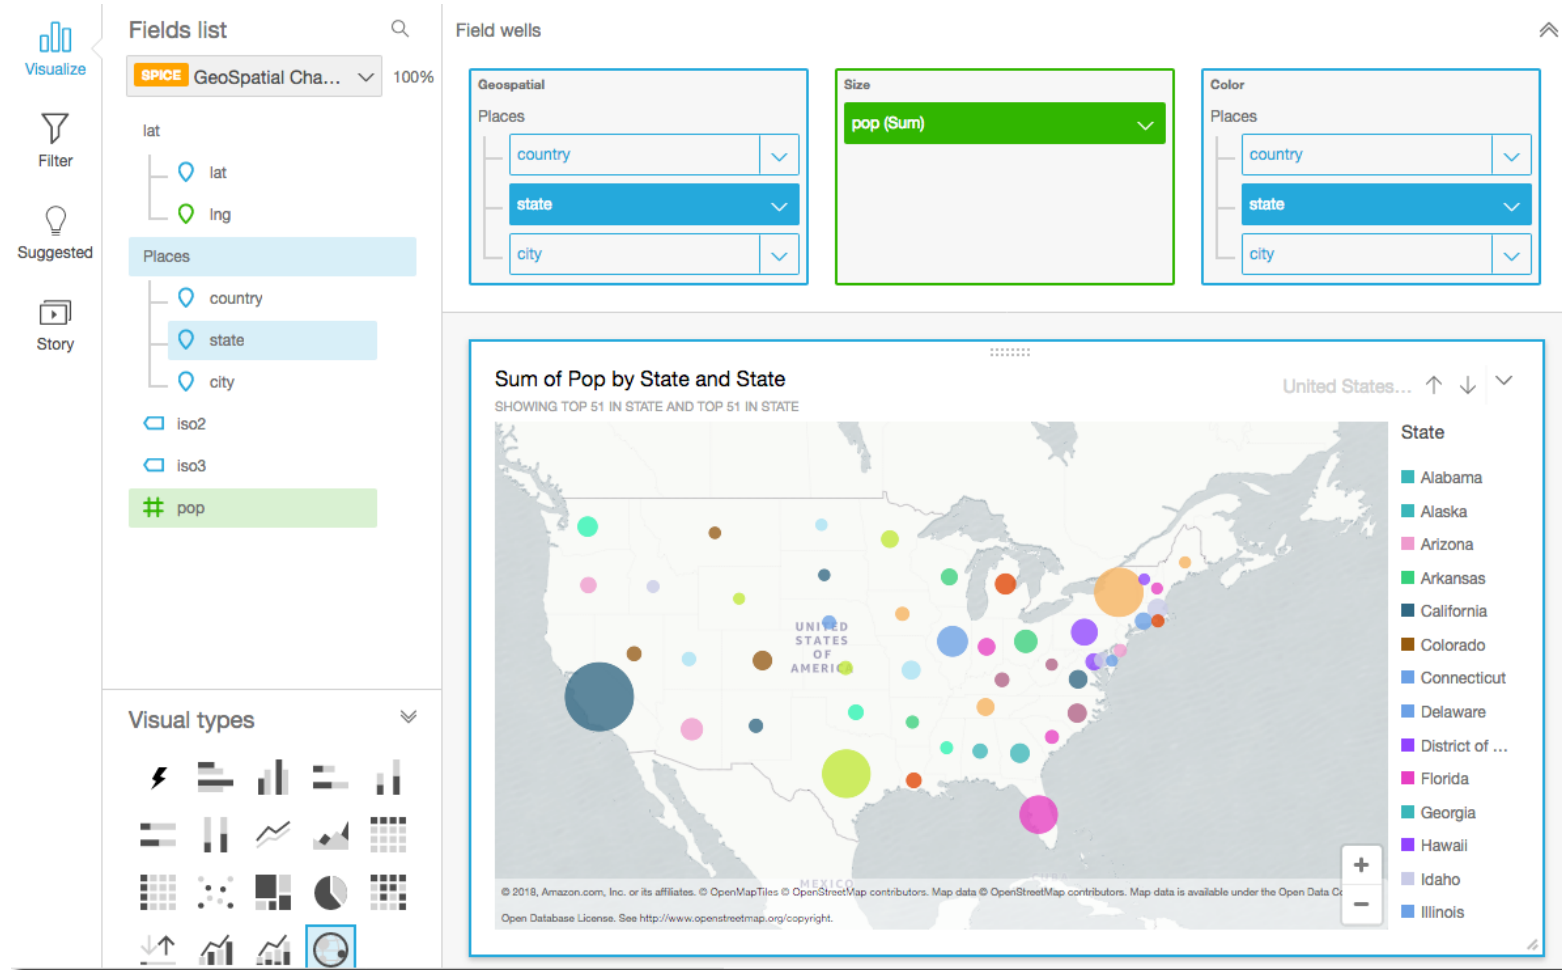 Visualize
Filter
Suggested
Story
Fields list
SPICE GeoSpatial Cha... 100%
lat
lat
lng
Places
country
state
city
iso2
iso3
pop
Visual types
Field wells
Geospatial
Places
country
state
city
Size
pop (Sum)
Color
Places
country
state
city
Sum of Pop by State and State
SHOWING TOP 51 IN STATE AND TOP 51 IN STATE
United States...
UNITED
STATES
OF
AMERICA
MEXICO
© 2018, Amazon.com, Inc. or its affiliates. © OpenMapTiles © OpenStreetMap contributors. Map data © OpenStreetMap contributors. Map data is available under the Open Data Co
Open Database License. See http://www.openstreetmap.org/copyright.
+
−
State
Alabama
Alaska
Arizona
Arkansas
California
Colorado
Connecticut
Delaware
District of ...
Florida
Georgia
Hawaii
Idaho
Illinois